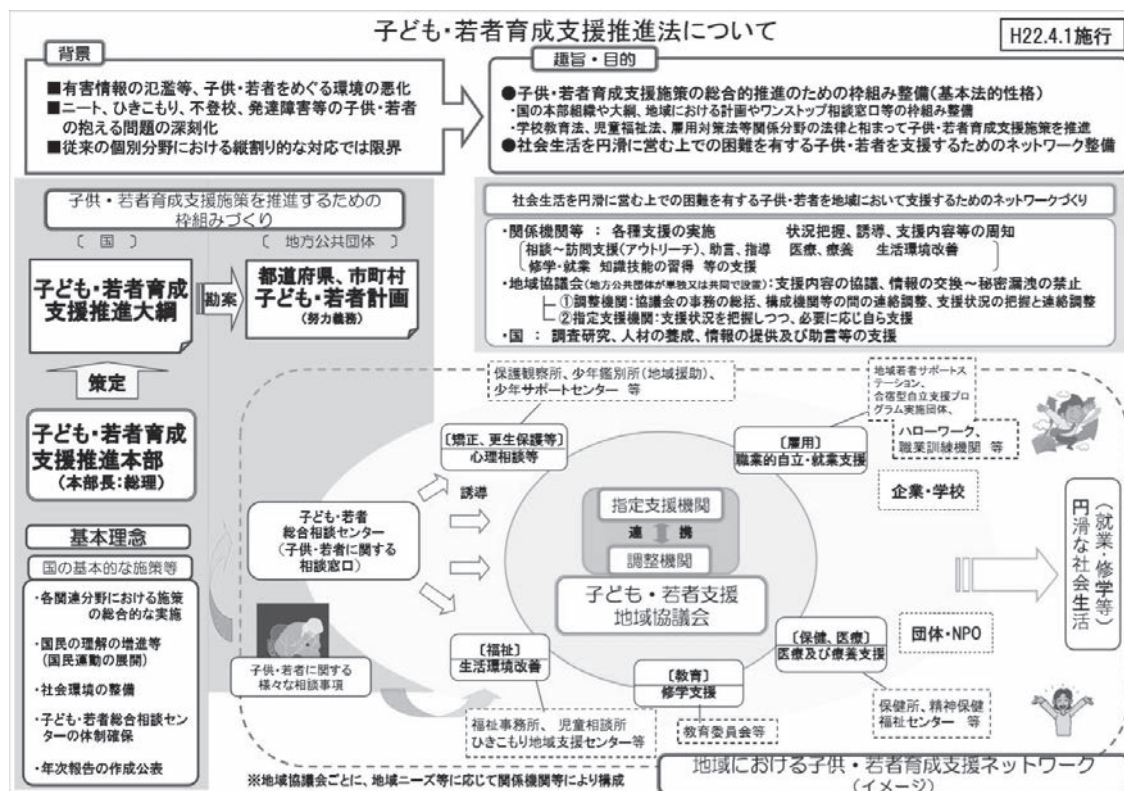 子ども・若者育成支援推進法について
H22.4.1施行
背景
■有害情報の氾濫等、子供・若者をめぐる環境の悪化
■ニート、ひきこもり、不登校、発達障害等の子供・若者
の抱える問題の深刻化
■従来の個別分野における縦割り的な対応では限界
趣旨・目的
●子供・若者育成支援施策の総合的推進のための枠組み整備(基本法的性格)
・国の本部組織や大綱、地域における計画やワンストップ相談窓口等の枠組み整備
・学校教育法、児童福祉法、雇用対策法等関係分野の法律と相まって子供・若者育成支援施策を推進
●社会生活を円滑に営む上での困難を有する子供・若者を支援するためのネットワーク整備
子供・若者育成支援施策を推進するための
枠組みづくり
〔 国 〕
〔 地方公共団体 〕
子ども・若者育成
支援推進大綱
勘案
都道府県、市町村
子ども・若者計画
(努力義務)
策定
子ども・若者育成
支援推進本部
(本部長:総理)
基本理念
国の基本的な施策等
・各関連分野における施策
の総合的な実施
・国民の理解の増進等
(国民運動の展開)
・社会環境の整備
・子ども・若者総合相談セン
ターの体制確保
・年次報告の作成公表
社会生活を円滑に営む上での困難を有する子供・若者を地域において支援するためのネットワークづくり
・関係機関等 : 各種支援の実施 状況把握、誘導、支援内容等の周知
相談～訪問支援(アウトリーチ)、助言、指導 医療、療養 生活環境改善
修学・就業 知識技能の習得 等の支援
・地域協議会(地方公共団体が単独又は共同で設置):支援内容の協議、情報の交換～秘密漏洩の禁止
①調整機関:協議会の事務の総括、構成機関等の間の連絡調整、支援状況の把握と連絡調整
②指定支援機関:支援状況を把握しつつ、必要に応じ自ら支援
・国 : 調査研究、人材の養成、情報の提供及び助言等の支援
保護観察所、少年鑑別所(地域援助)、
少年サポートセンター 等
地域若者サポートス
テーション、
合宿型自立支援プロ
グラム実施団体、
ハローワーク、
職業訓練機関 等
〔矯正、更生保護等〕
心理相談等
〔雇用〕
職業的自立・就業支援
企業・学校
誘導
子ども・若者
総合相談センター
(子供・若者に関する
相談窓口)
指定支援機関
連 携
調整機関
子ども・若者支援
地域協議会
円滑な社会生活
(就業・修学等)
子供・若者に関する
様々な相談事項
〔福祉〕
生活環境改善
〔教育〕
修学支援
〔保健、医療〕
医療及び療養支援
団体・NPO
福祉事務所、児童相談所
ひきこもり地域支援センター等
教育委員会等
保健所、精神保健
福祉センター 等
※地域協議会ごとに、地域ニーズ等に応じて関係機関等により構成
地域における子供・若者育成支援ネットワーク
(イメージ)